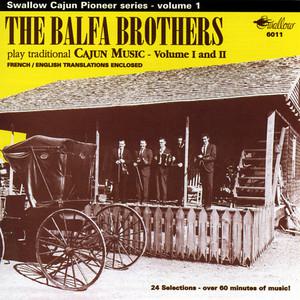 Swallow Cajun Pioneer series - volume 1
Swallow
6011
THE BALFA BROTHERS
play traditional CAJUN MUSIC - Volume I and II
FRENCH / ENGLISH TRANSLATIONS ENCLOSED
24 Selections - over 60 minutes of music!